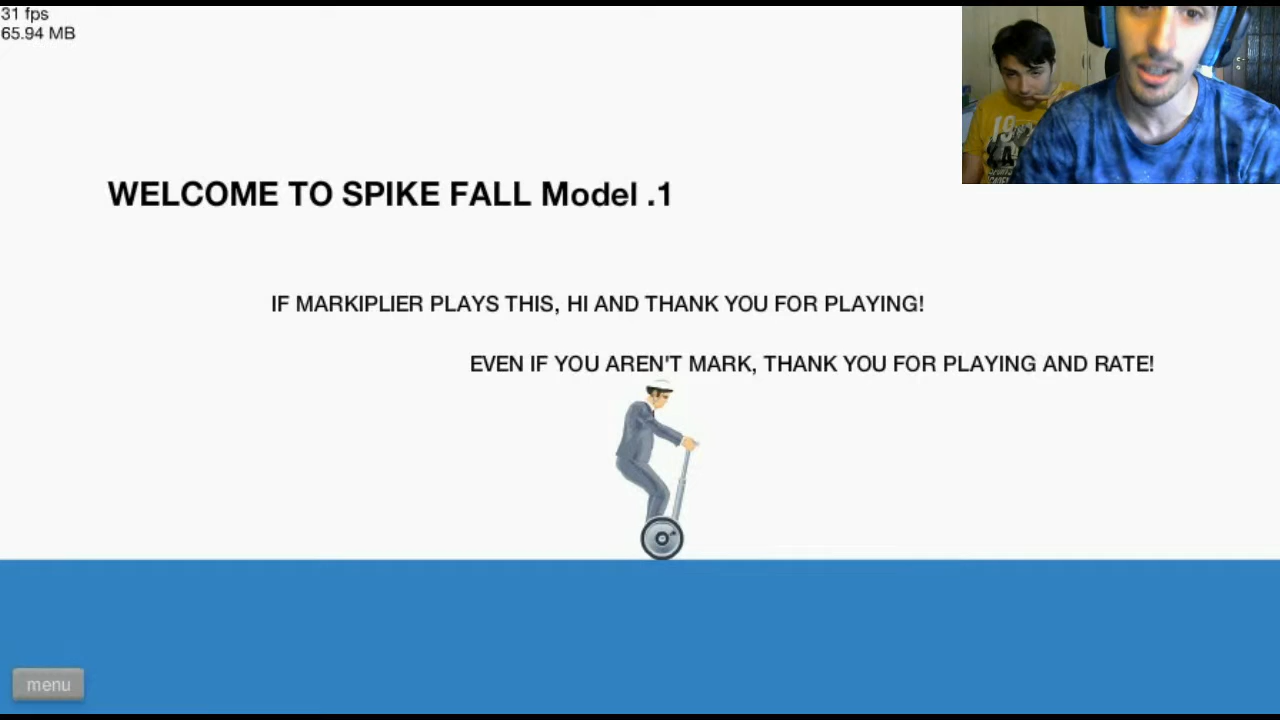 31 fps
65.94 MB
WELCOME TO SPIKE FALL Model .1
IF MARKIPLIER PLAYS THIS, HI AND THANK YOU FOR PLAYING!
EVEN IF YOU AREN'T MARK, THANK YOU FOR PLAYING AND RATE!
menu